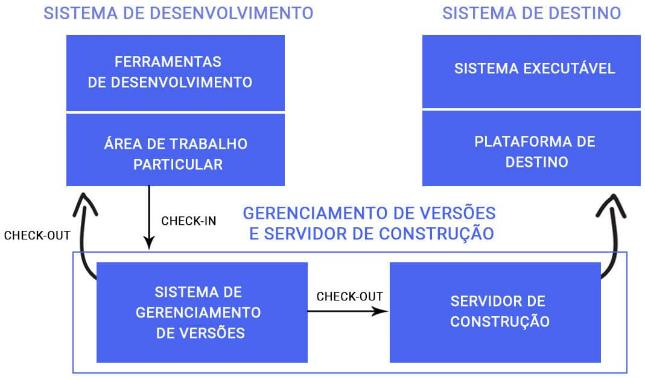 SISTEMA DE DESENVOLVIMENTO
SISTEMA DE DESTINO
FERRAMENTAS
DE DESENVOLVIMENTO
SISTEMA EXECUTÁVEL
ÁREA DE TRABALHO
PARTICULAR
PLATAFORMA DE
DESTINO
CHECK-OUT
CHECK-IN
GERENCIAMENTO DE VERSÕES
E SERVIDOR DE CONSTRUÇÃO
SISTEMA DE
GERENCIAMENTO
DE VERSÕES
CHECK-OUT
SERVIDOR DE
CONSTRUÇÃO